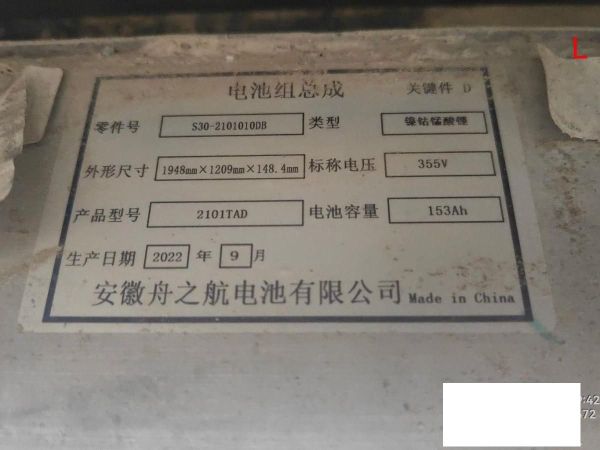 L
电池组总成 关键件 D
零件号 S30-2101010DB 类型 镍钴锰酸锂
外形尺寸 1948mm×1209mm×148.4mm 标称电压 355V
产品型号 2101TAD 电池容量 153Ah
生产日期 2022 年 9 月
安徽舟之航电池有限公司 Made in China
:42
72